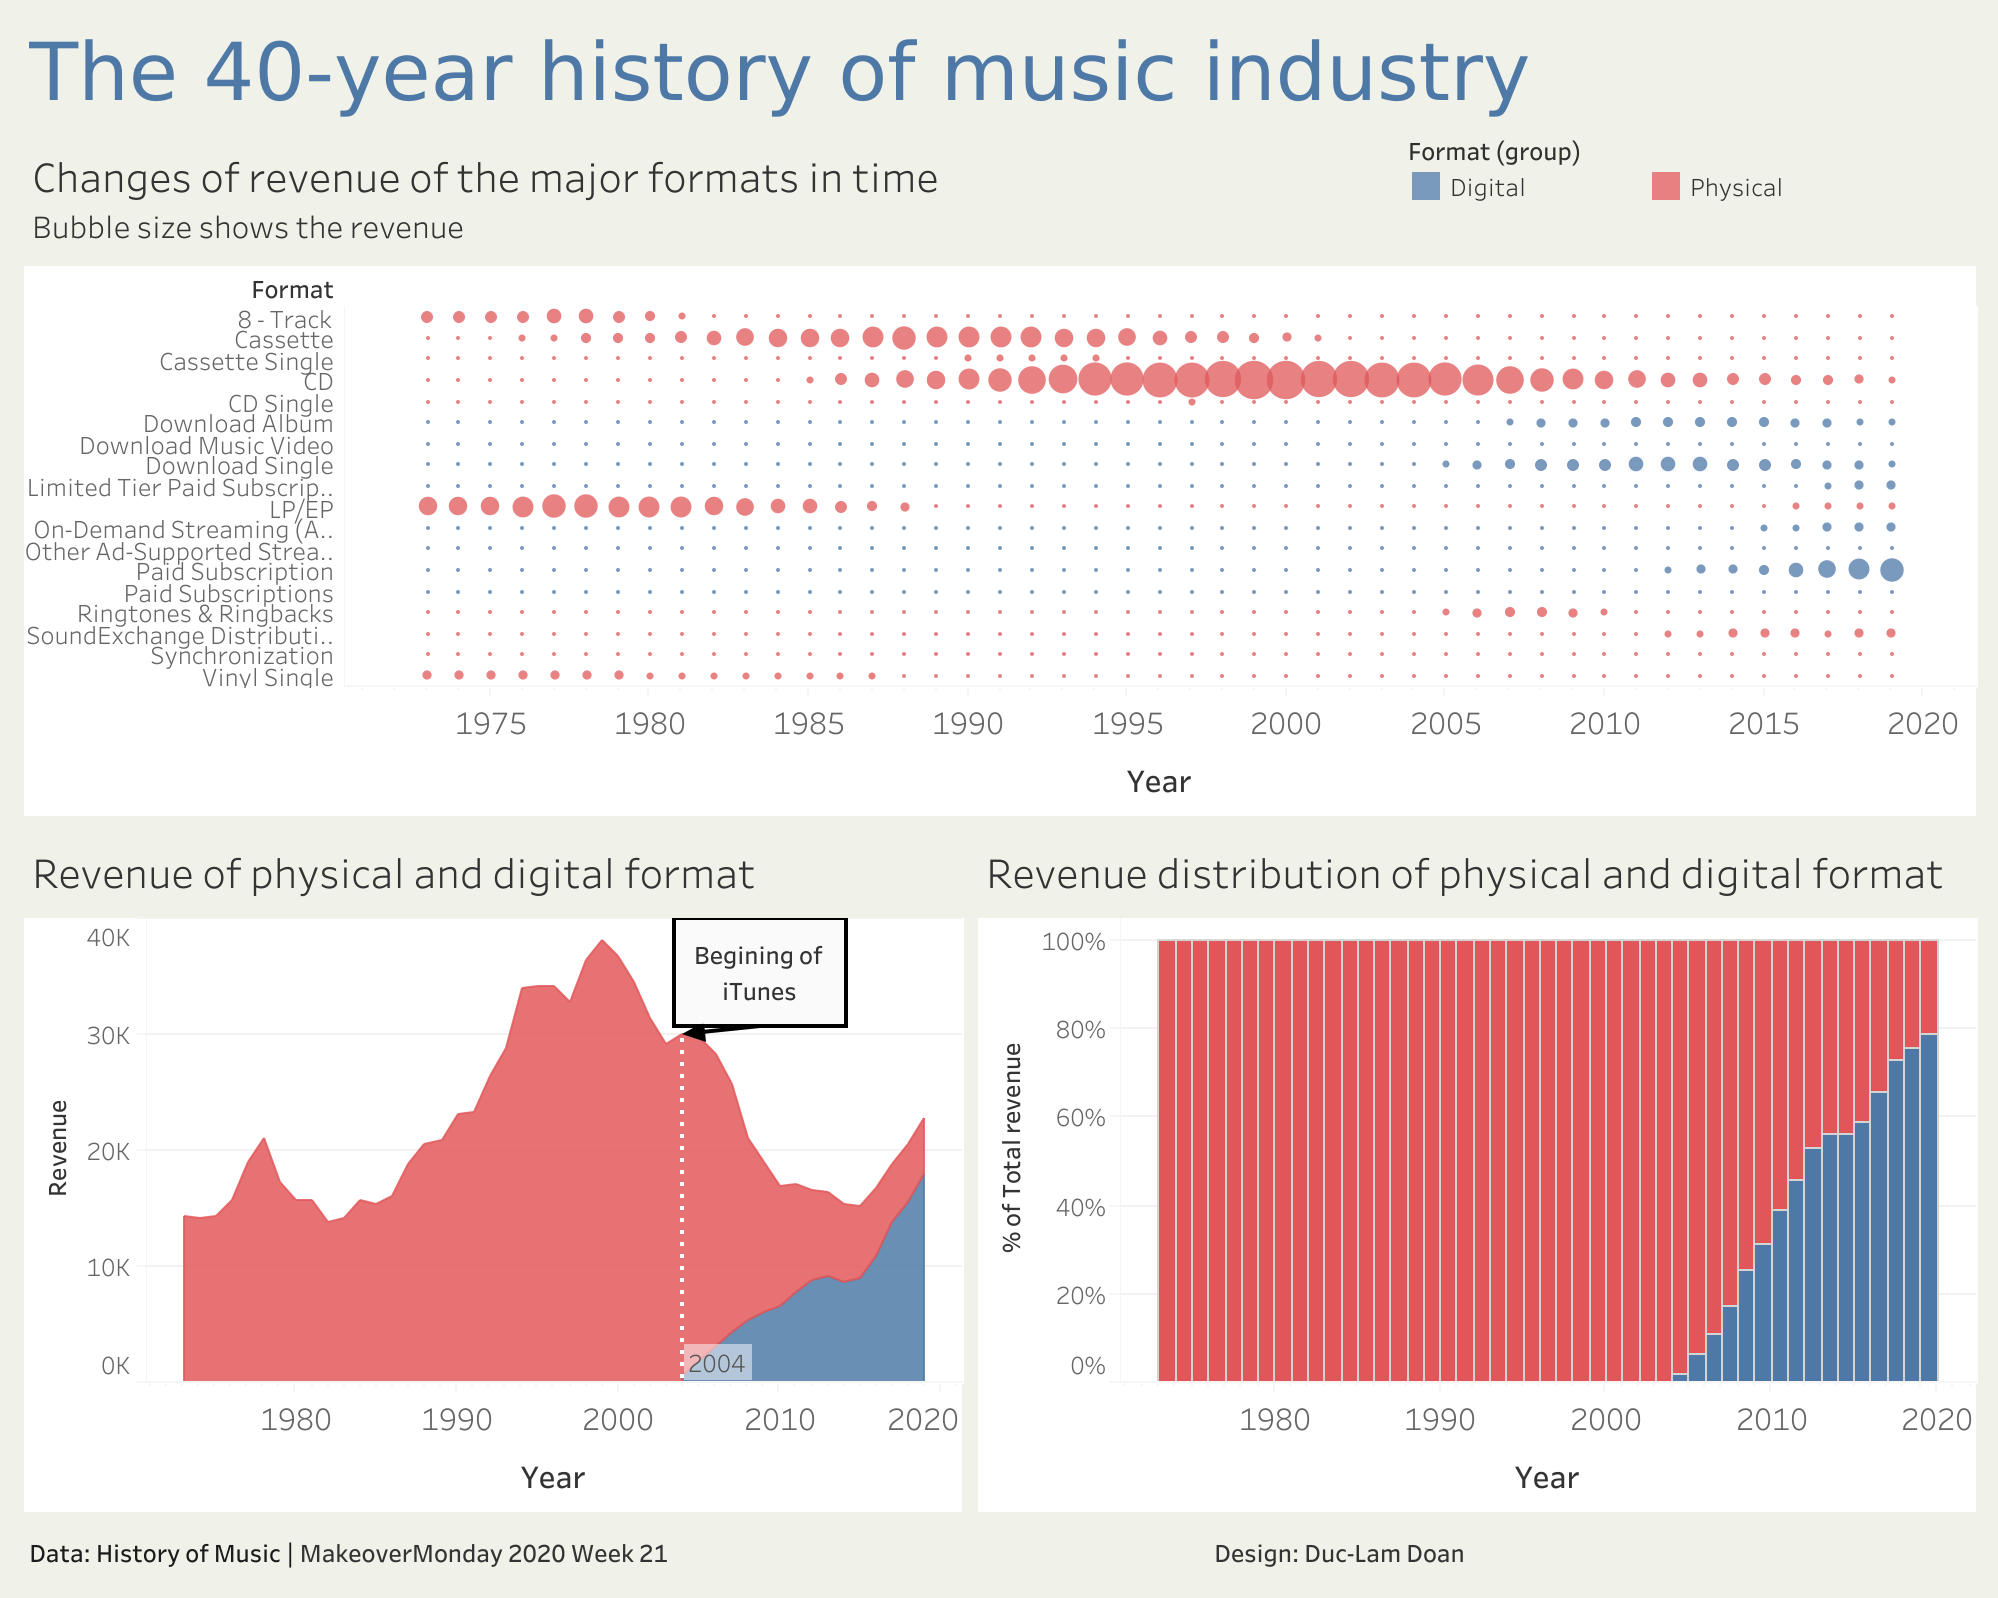 The 40-year history of music industry
Changes of revenue of the major formats in time
Bubble size shows the revenue
Format (group)
Digital
Physical
Format
8 - Track
Cassette
Cassette Single
CD
CD Single
Download Album
Download Music Video
Download Single
Limited Tier Paid Subscrip..
LP/EP
On-Demand Streaming (A..
Other Ad-Supported Strea..
Paid Subscription
Paid Subscriptions
Ringtones & Ringbacks
SoundExchange Distributi..
Synchronization
Vinyl Single
1975 1980 1985 1990 1995 2000 2005 2010 2015 2020
Year
Revenue of physical and digital format
40K
30K
20K
10K
0K
Revenue
Begining of
iTunes
2004
1980 1990 2000 2010 2020
Year
Revenue distribution of physical and digital format
100%
80%
60%
40%
20%
0%
% of Total revenue
1980 1990 2000 2010 2020
Year
Data: History of Music | MakeoverMonday 2020 Week 21
Design: Duc-Lam Doan